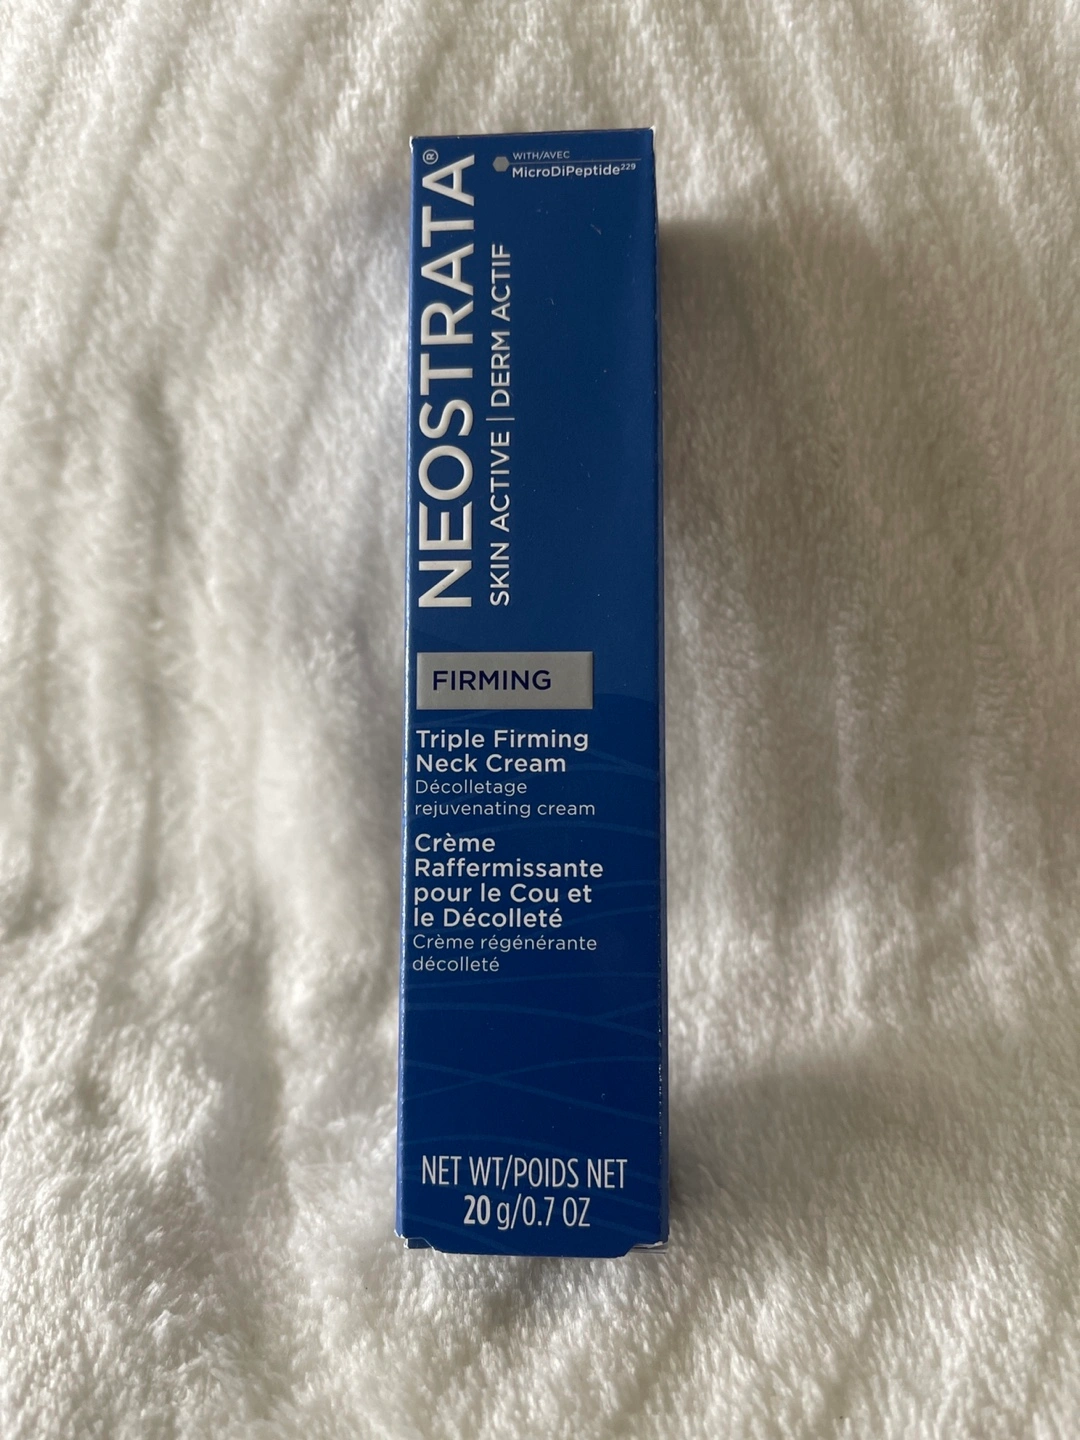 NEOSTRATA®
SKIN ACTIVE | DERM ACTIF
WITH/AVEC
MicroDiPeptide²²⁹
FIRMING
Triple Firming
Neck Cream
Décolletage
rejuvenating cream
Crème
Raffermissante
pour le Cou et
le Décolleté
Crème régénérante
décolleté
NET WT/POIDS NET
20 g/0.7 OZ